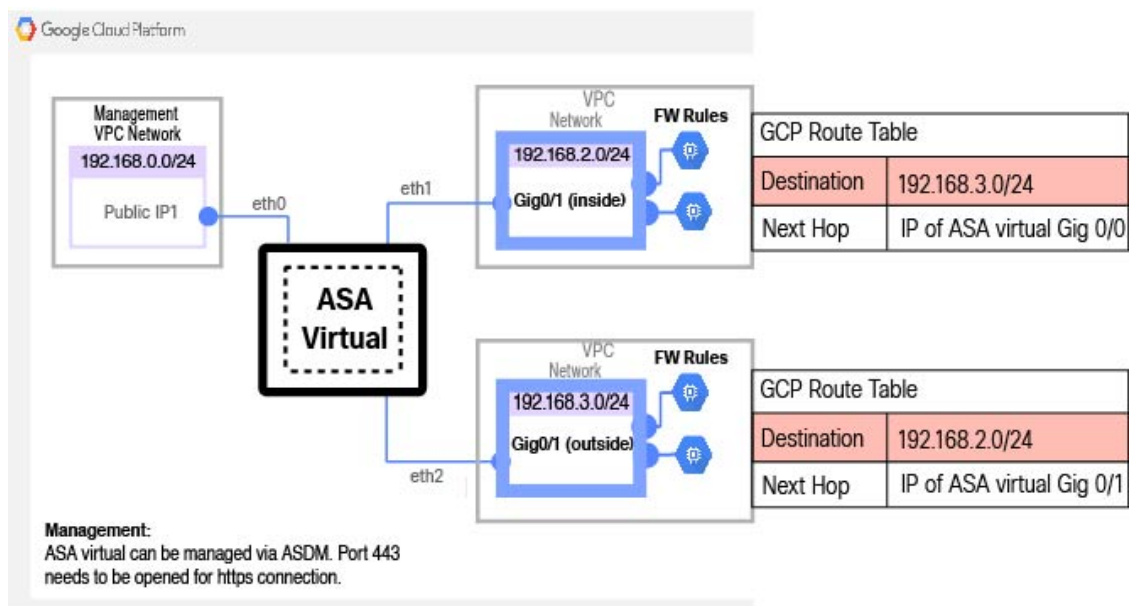 Google Cloud Platform
Management
VPC Network
192.168.0.0/24
Public IP1
eth0
eth1
VPC
Network
FW Rules
192.168.2.0/24
Gig0/1 (inside)
GCP Route Table
Destination 192.168.3.0/24
Next Hop IP of ASA virtual Gig 0/0
ASA
Virtual
VPC
Network
FW Rules
192.168.3.0/24
Gig0/1 (outside)
eth2
GCP Route Table
Destination 192.168.2.0/24
Next Hop IP of ASA virtual Gig 0/1
Management:
ASA virtual can be managed via ASDM. Port 443
needs to be opened for https connection.